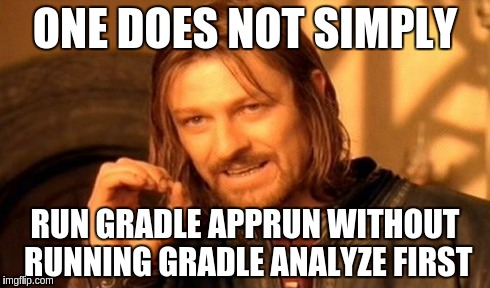 ONE DOES NOT SIMPLY
RUN GRADLE APPRUN WITHOUT
RUNNING GRADLE ANALYZE FIRST
imgflip.com